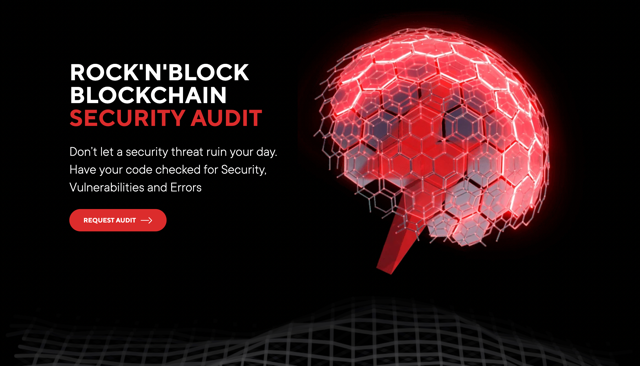 ROCK'N'BLOCK
BLOCKCHAIN
SECURITY AUDIT
Don’t let a security threat ruin your day.
Have your code checked for Security,
Vulnerabilities and Errors
REQUEST AUDIT